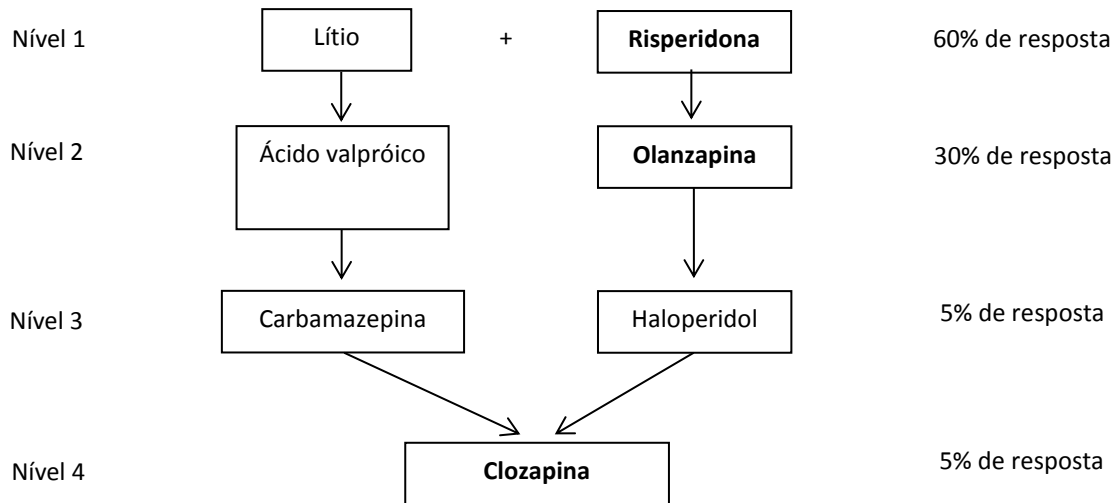 Nível 1 Lítio + Risperidona 60% de resposta
Nível 2 Ácido valpróico Olanzapina 30% de resposta
Nível 3 Carbamazepina Haloperidol 5% de resposta
Nível 4 Clozapina 5% de resposta